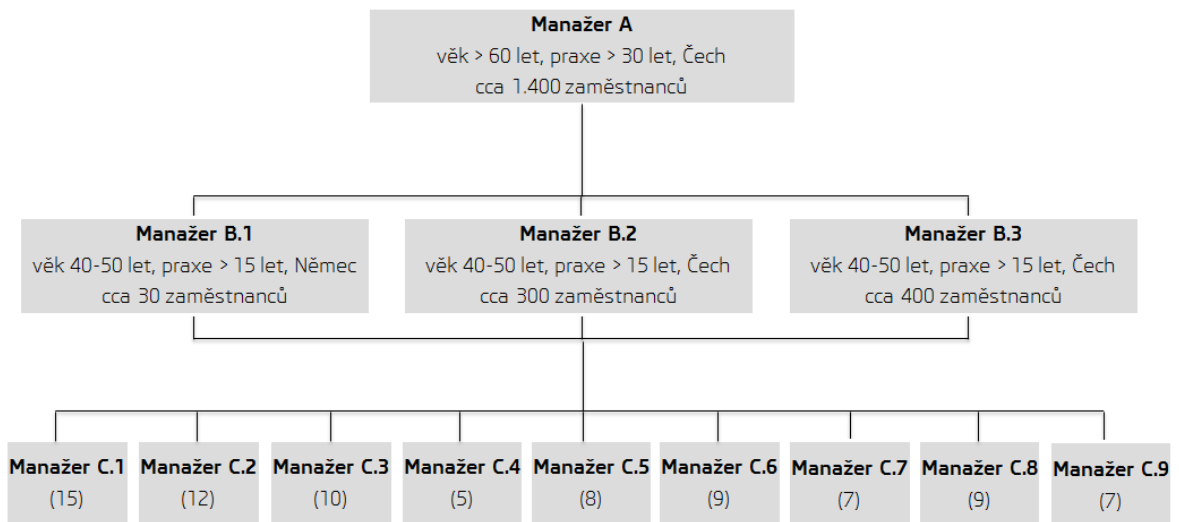 Manažer A
věk > 60 let, praxe > 30 let, Čech
cca 1.400 zaměstnanců
Manažer B.1
věk 40-50 let, praxe > 15 let, Němec
cca 30 zaměstnanců
Manažer B.2
věk 40-50 let, praxe > 15 let, Čech
cca 300 zaměstnanců
Manažer B.3
věk 40-50 let, praxe > 15 let, Čech
cca 400 zaměstnanců
Manažer C.1
(15)
Manažer C.2
(12)
Manažer C.3
(10)
Manažer C.4
(5)
Manažer C.5
(8)
Manažer C.6
(9)
Manažer C.7
(7)
Manažer C.8
(9)
Manažer C.9
(7)